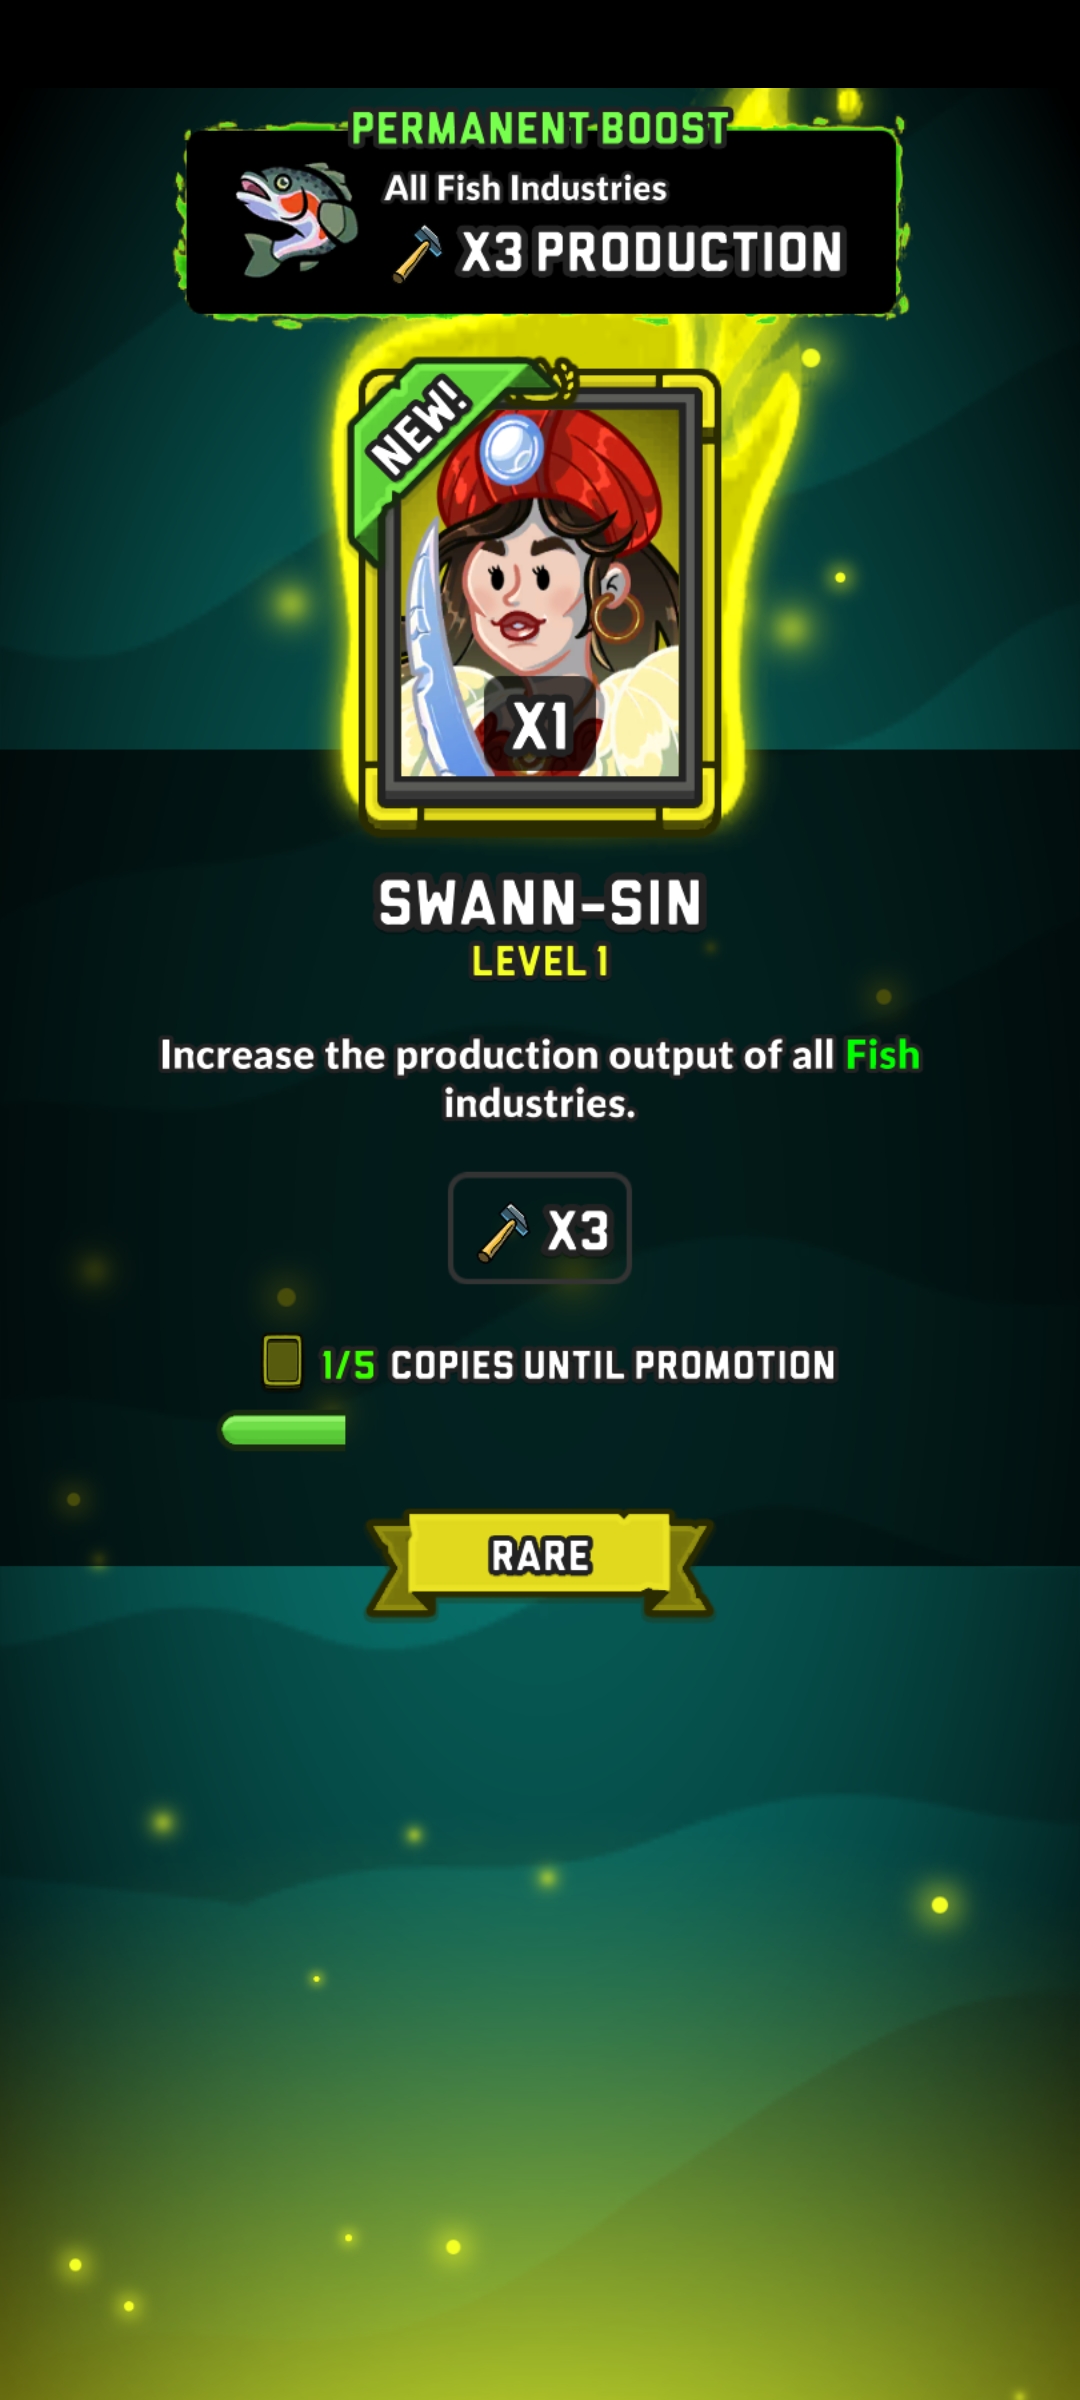 PERMANENT BOOST
All Fish Industries
X3 PRODUCTION
NEW!
X1
SWANN-SIN
LEVEL 1
Increase the production output of all Fish
industries.
X3
1/5 COPIES UNTIL PROMOTION
RARE